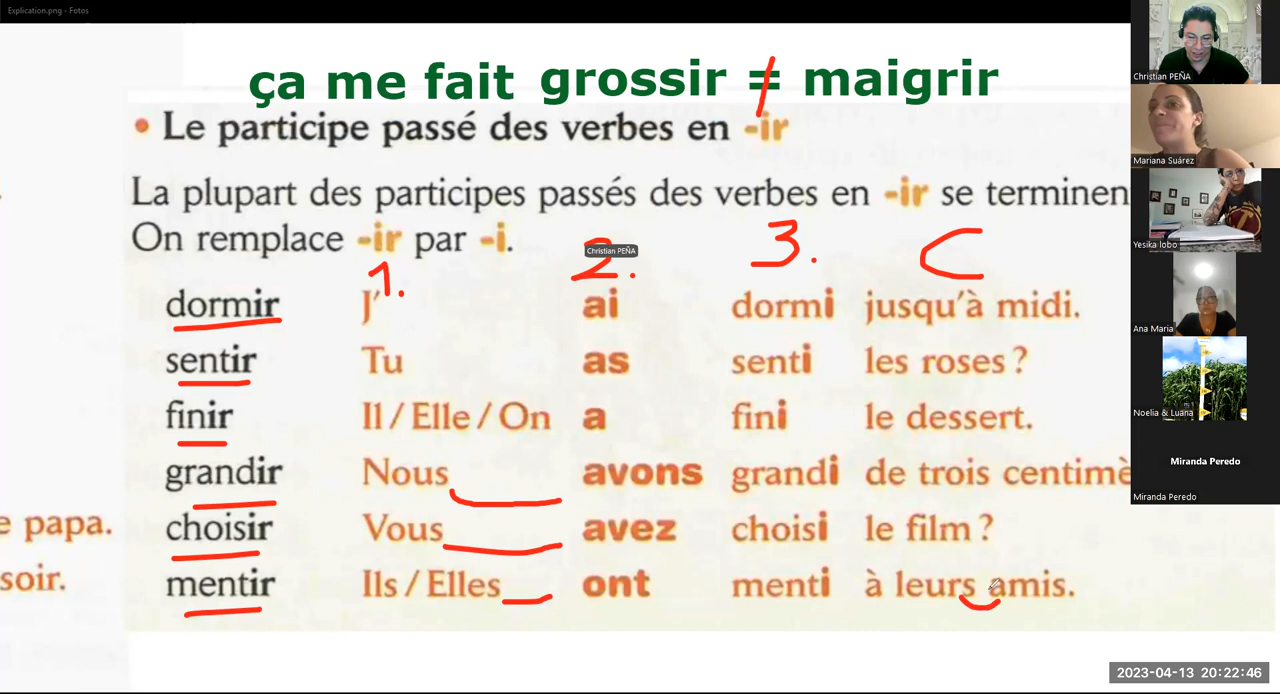 Explication.png - Fotos
ça me fait grossir = maigrir
• Le participe passé des verbes en -ir
La plupart des participes passés des verbes en -ir se terminen
On remplace -ir par -i.
1. 2. 3. C
Christian PEÑA
dormir J' ai dormi jusqu'à midi.
sentir Tu as senti les roses ?
finir Il / Elle / On a fini le dessert.
grandir Nous avons grandi de trois centimè
choisir Vous avez choisi le film ?
mentir Ils / Elles ont menti à leurs amis.
e papa.
soir.
Christian PEÑA
Mariana Suárez
Yesika lobo
Ana Maria
Noelia & Luana
Miranda Peredo
Miranda Peredo
2023-04-13 20:22:46